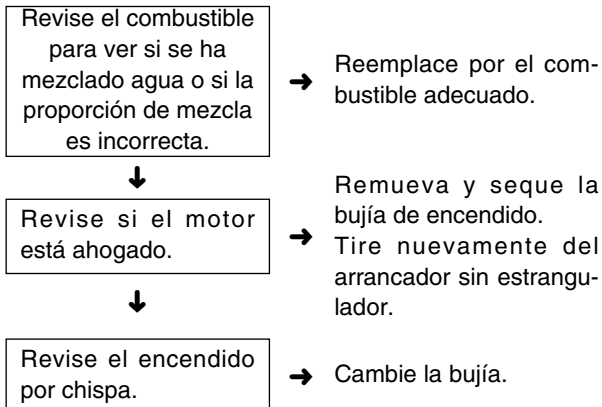 Revise el combustible
para ver si se ha
mezclado agua o si la
proporción de mezcla
es incorrecta.
➜ Reemplace por el com-
bustible adecuado.
Revise si el motor
está ahogado.
➜ Remueva y seque la
bujía de encendido.
Tire nuevamente del
arrancador sin estrangu-
lador.
Revise el encendido
por chispa.
➜ Cambie la bujía.